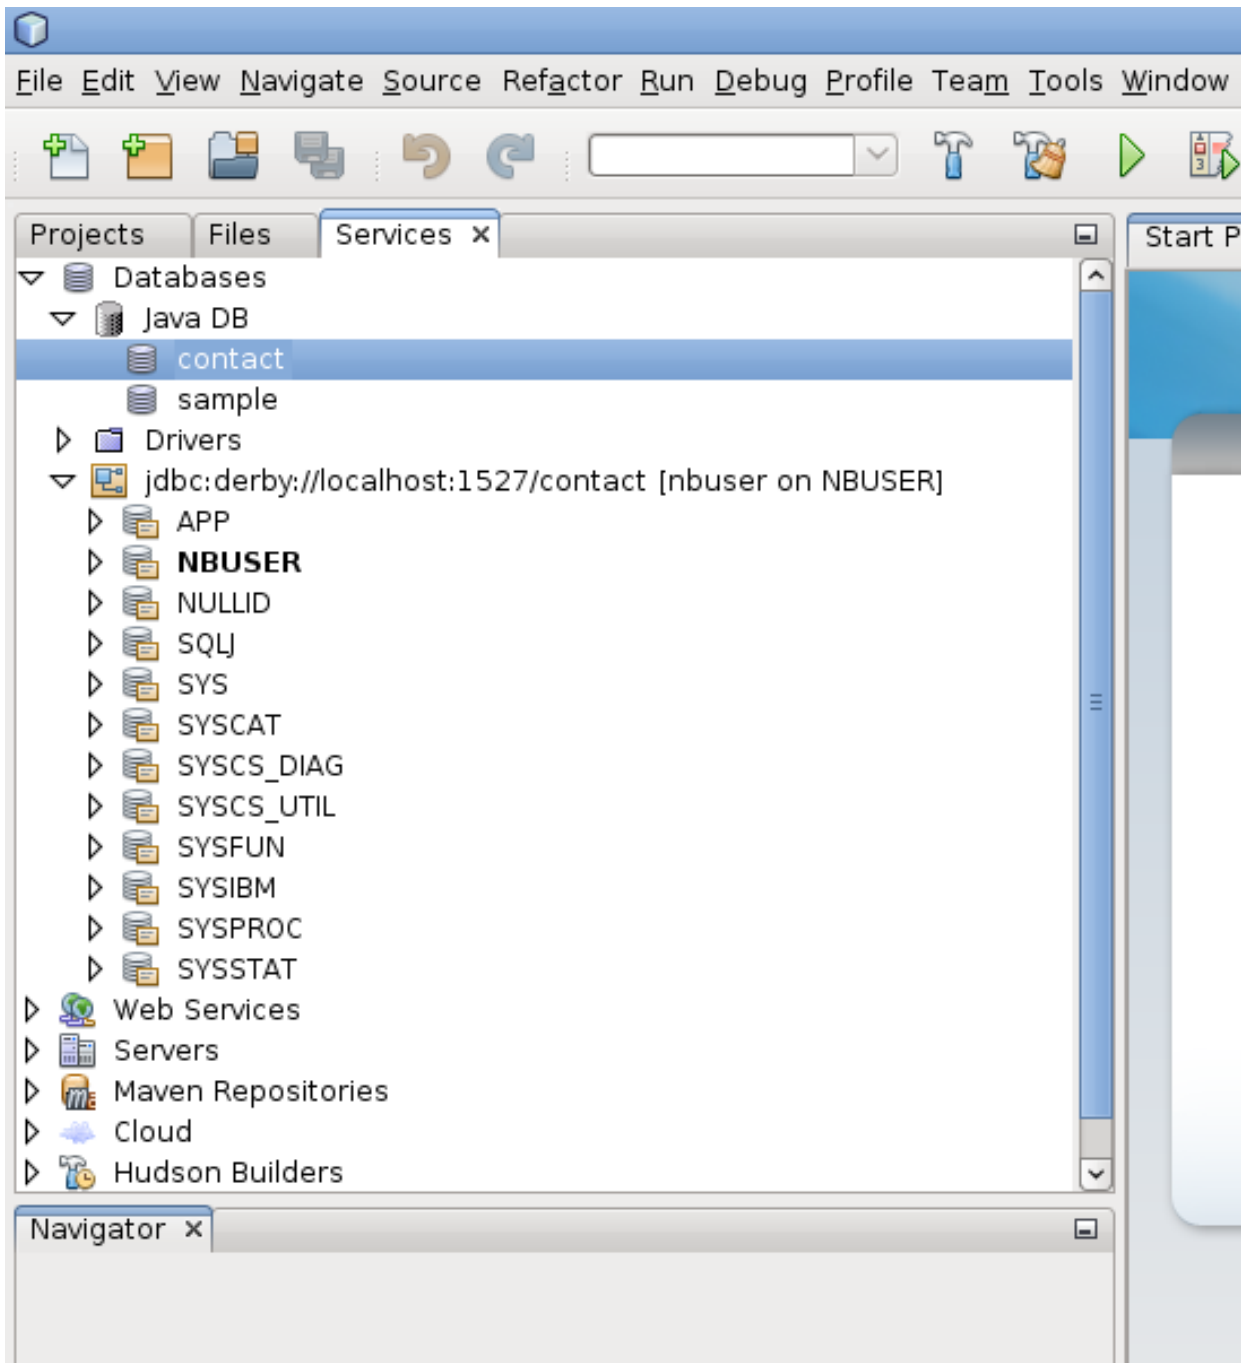 File Edit View Navigate Source Refactor Run Debug Profile Team Tools Window
Projects Files Services Start P
Databases
Java DB
contact
sample
Drivers
jdbc:derby://localhost:1527/contact [nbuser on NBUSER]
APP
NBUSER
NULLID
SQLJ
SYS
SYSCAT
SYSCS_DIAG
SYSCS_UTIL
SYSFUN
SYSIBM
SYSPROC
SYSSTAT
Web Services
Servers
Maven Repositories
Cloud
Hudson Builders
Navigator